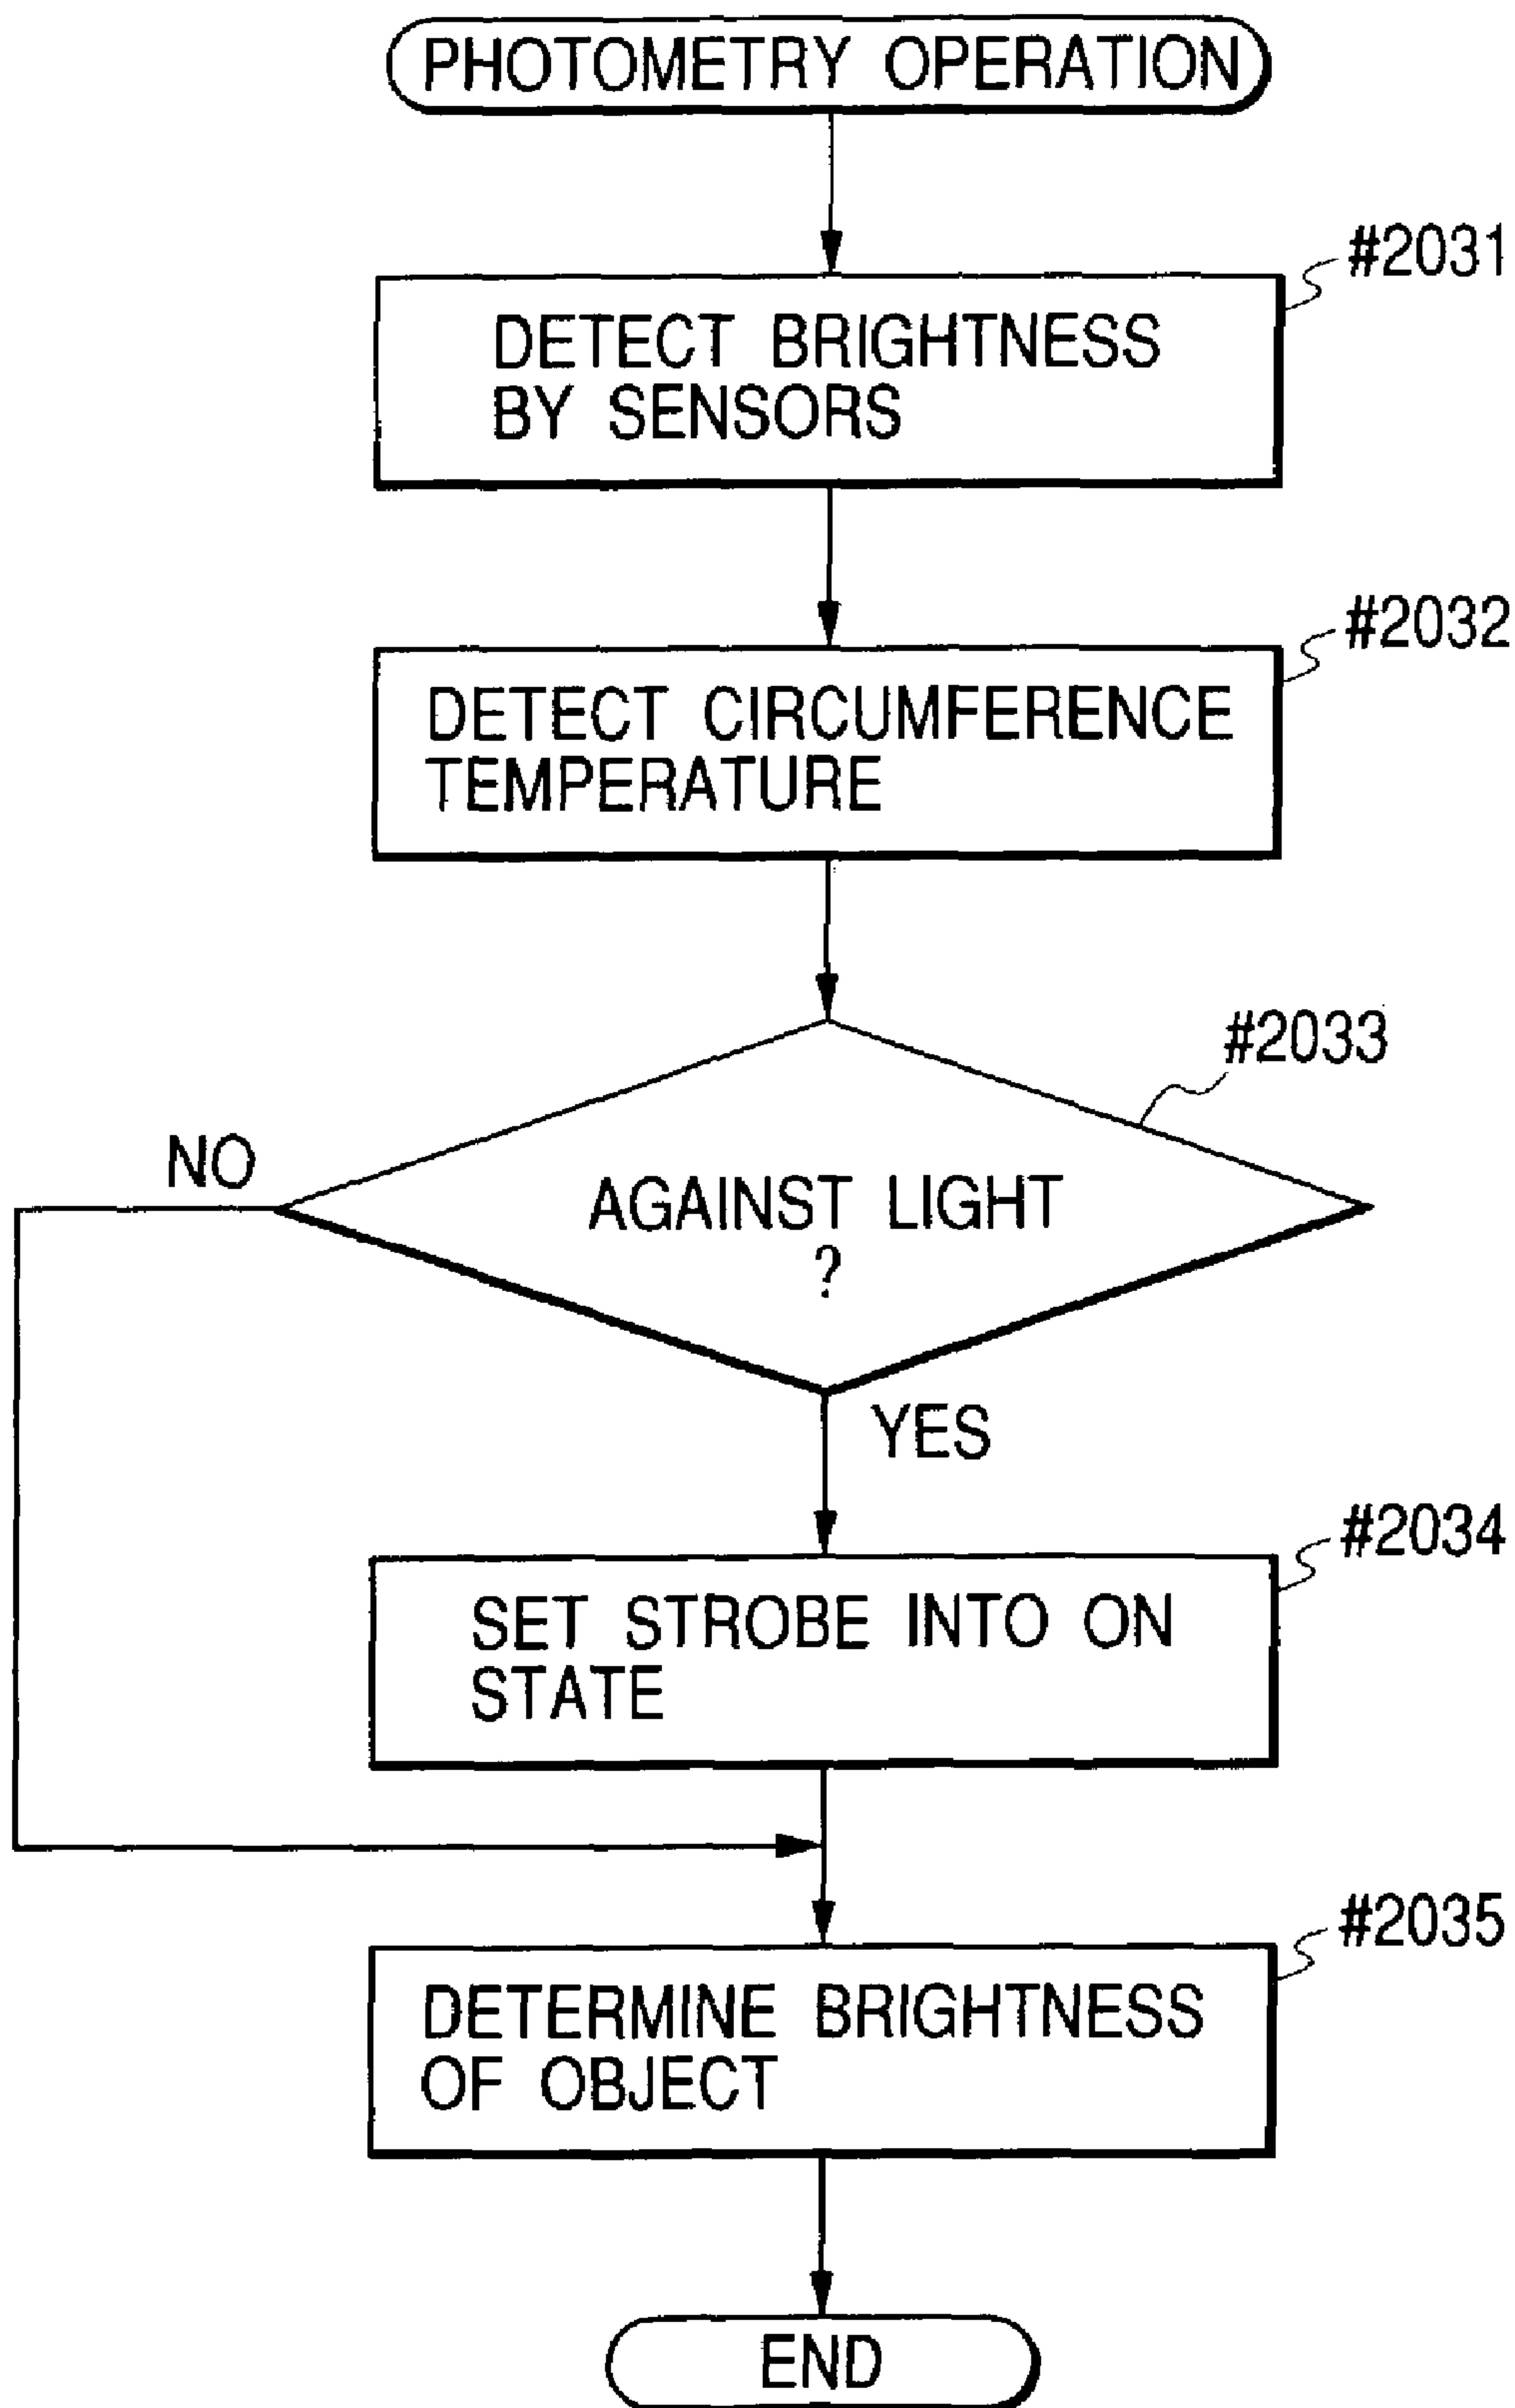 PHOTOMETRY OPERATION
#2031
DETECT BRIGHTNESS
BY SENSORS
#2032
DETECT CIRCUMFERENCE
TEMPERATURE
#2033
NO
AGAINST LIGHT
?
YES
#2034
SET STROBE INTO ON
STATE
#2035
DETERMINE BRIGHTNESS
OF OBJECT
END